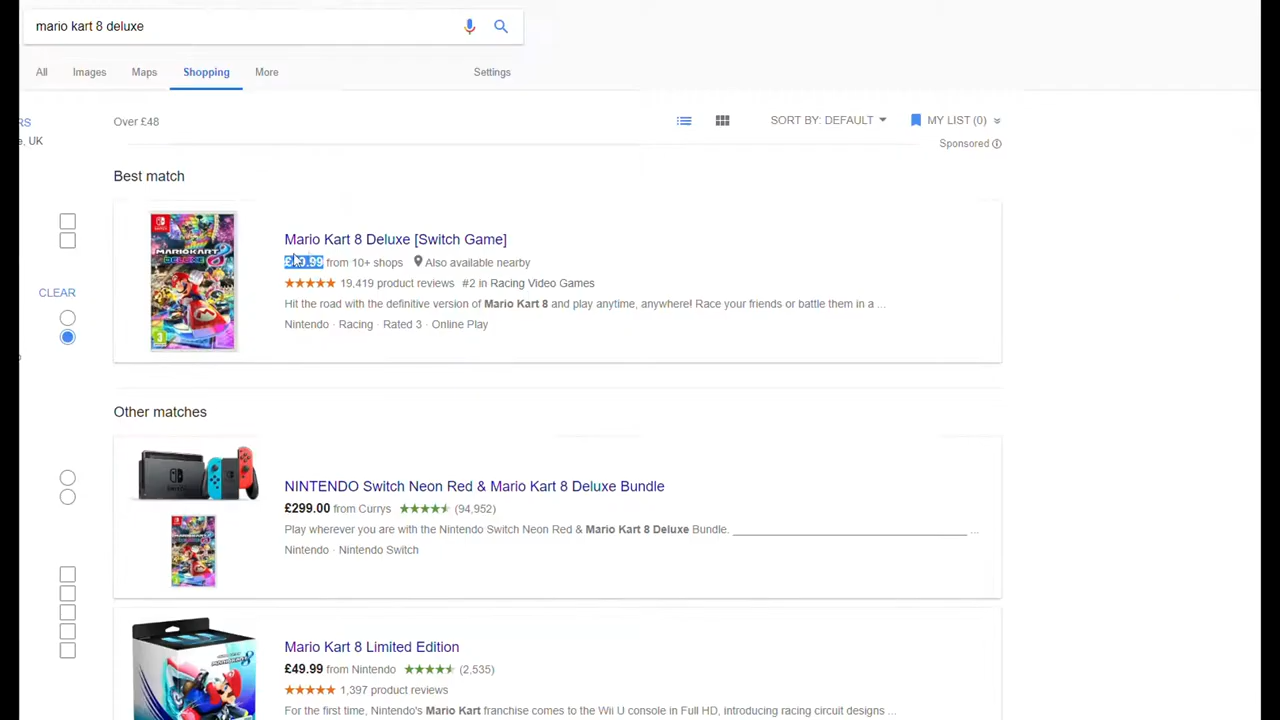 mario kart 8 deluxe
All Images Maps Shopping More Settings
RS
Over £48 SORT BY: DEFAULT MY LIST (0)
e, UK
Sponsored
Best match
Mario Kart 8 Deluxe [Switch Game]
from 10+ shops Also available nearby
19,419 product reviews #2 in Racing Video Games
CLEAR
Hit the road with the definitive version of Mario Kart 8 and play anytime, anywhere! Race your friends or battle them in a ...
Nintendo · Racing · Rated 3 · Online Play
Other matches
NINTENDO Switch Neon Red & Mario Kart 8 Deluxe Bundle
£299.00 from Currys (94,952)
Play wherever you are with the Nintendo Switch Neon Red & Mario Kart 8 Deluxe Bundle. ...
Nintendo · Nintendo Switch
Mario Kart 8 Limited Edition
£49.99 from Nintendo (2,535)
1,397 product reviews
For the first time, Nintendo's Mario Kart franchise comes to the Wii U console in Full HD, introducing racing circuit designs ...